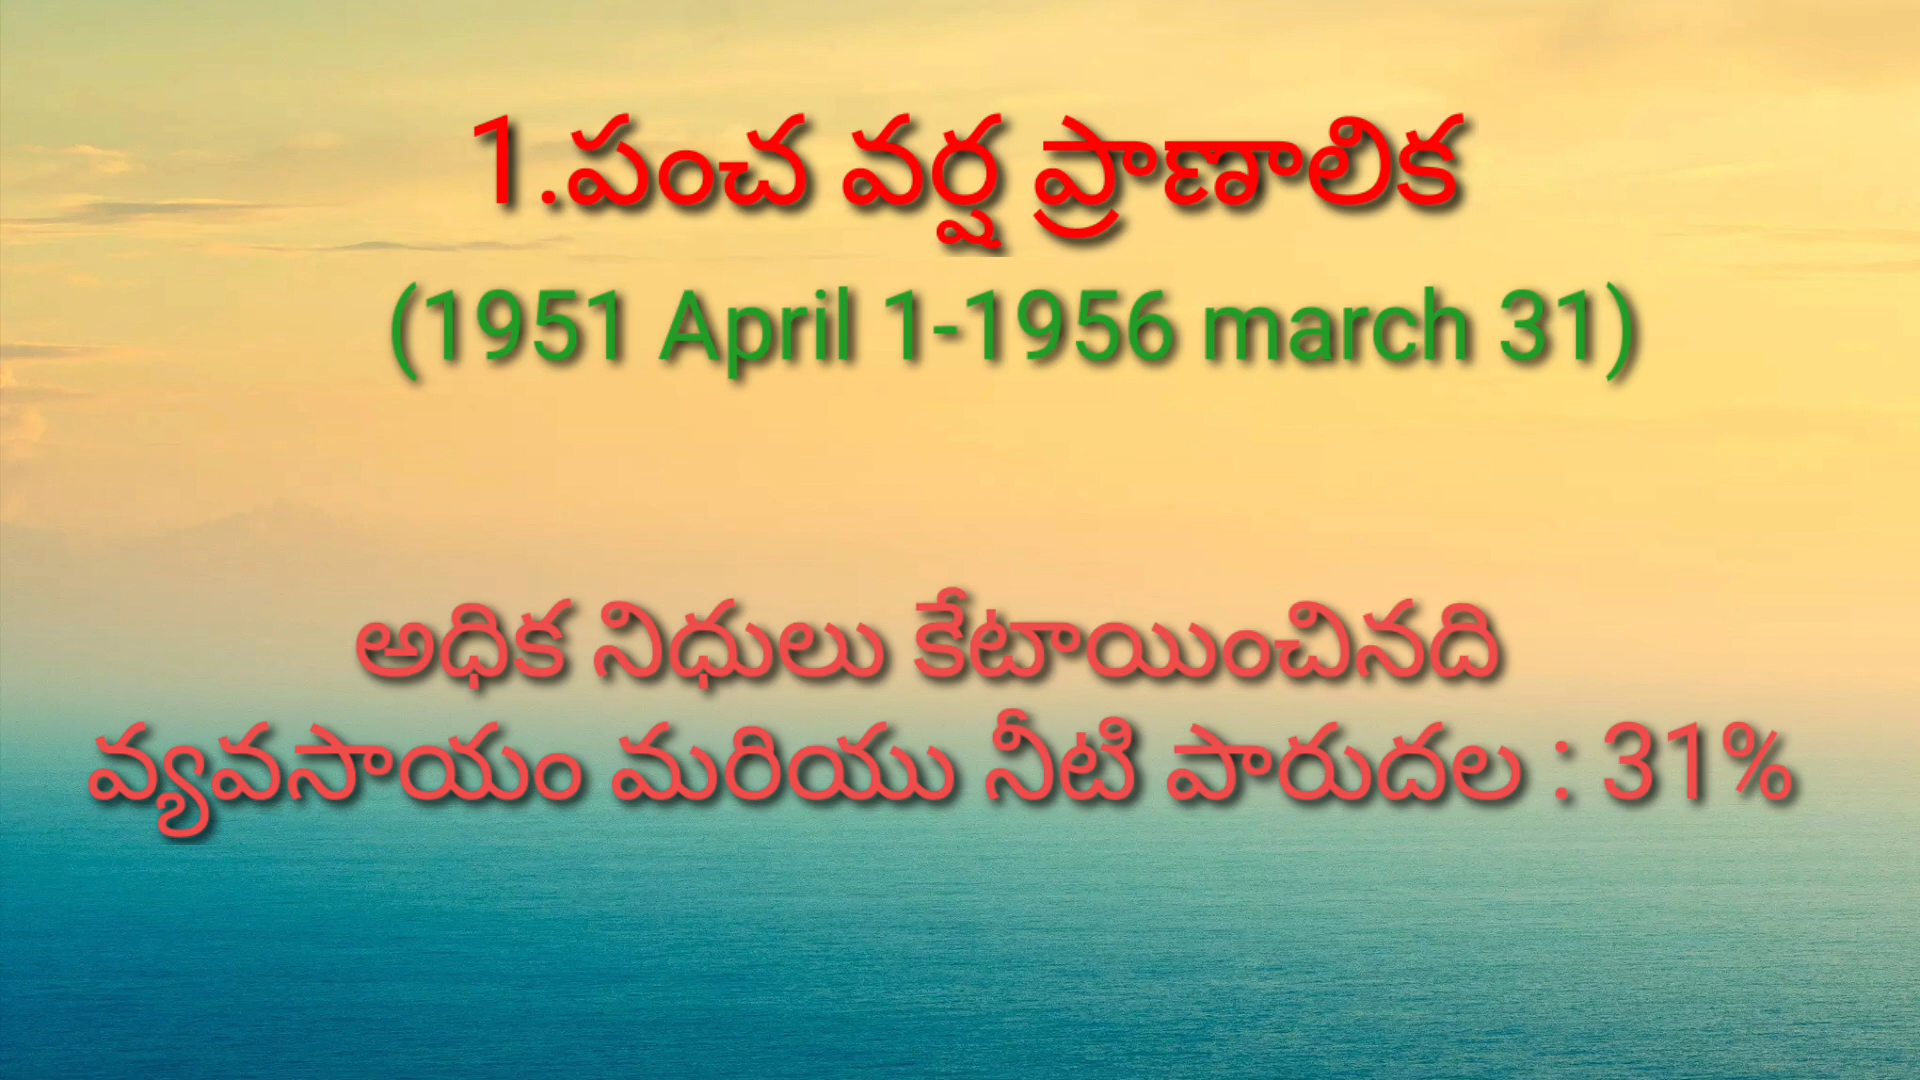 1.పంచ వర్ష ప్రాణాలిక
(1951 April 1-1956 march 31)
అధిక నిధులు కేటాయించినది
వ్యవసాయం మరియు నీటి పారుదల : 31%